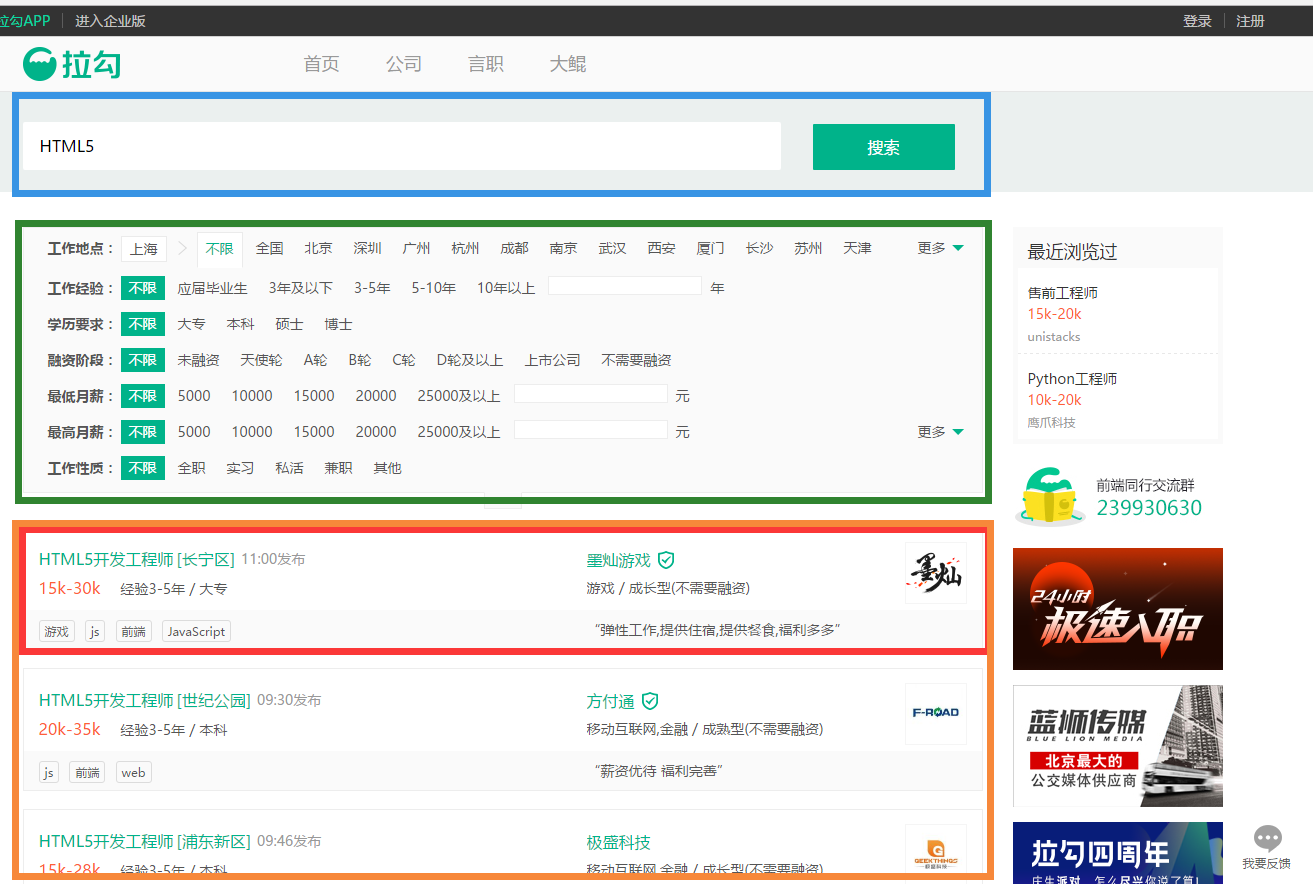 拉勾APP 进入企业版 登录 注册
拉勾 首页 公司 言职 大鲲
HTML5 搜索
工作地点： 上海 不限 全国 北京 深圳 广州 杭州 成都 南京 武汉 西安 厦门 长沙 苏州 天津 更多
工作经验： 不限 应届毕业生 3年及以下 3-5年 5-10年 10年以上 年
学历要求： 不限 大专 本科 硕士 博士
融资阶段： 不限 未融资 天使轮 A轮 B轮 C轮 D轮及以上 上市公司 不需要融资
最低月薪： 不限 5000 10000 15000 20000 25000及以上 元
最高月薪： 不限 5000 10000 15000 20000 25000及以上 元 更多
工作性质： 不限 全职 实习 私活 兼职 其他
HTML5开发工程师 [长宁区] 11:00发布 墨灿游戏
15k-30k 经验3-5年 / 大专 游戏 / 成长型(不需要融资)
墨灿
游戏 js 前端 JavaScript “弹性工作,提供住宿,提供餐食,福利多多”
HTML5开发工程师 [世纪公园] 09:30发布 方付通
20k-35k 经验3-5年 / 本科 移动互联网,金融 / 成熟型(不需要融资)
F-ROAD
js 前端 web “薪资优待 福利完善”
HTML5开发工程师 [浦东新区] 09:46发布 极盛科技
15k-28k 经验3-5年 / 本科 移动互联网,金融 / 成长型(不需要融资)
GEEKTHINGS
极盛科技
最近浏览过
售前工程师
15k-20k
unistacks
Python工程师
10k-20k
鹰爪科技
前端同行交流群
239930630
24小时
极速入职
蓝狮传媒
BLUE LION MEDIA
北京最大的
公交媒体供应商
拉勾四周年
庆生派对，怎么尽兴你说了算！
我要反馈